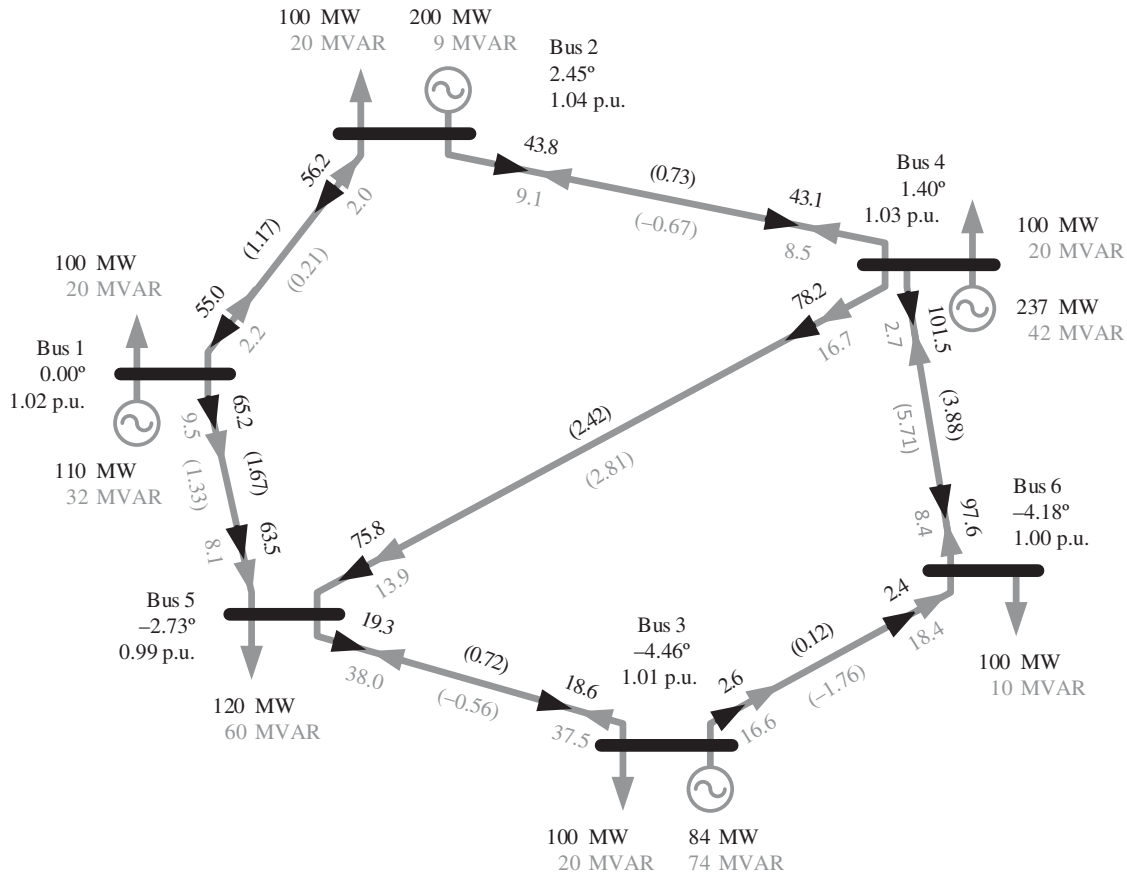 100 MW
20 MVAR
200 MW
9 MVAR
Bus 2
2.45º
1.04 p.u.
56.2
2.0
43.8
9.1
(0.73)
(–0.67)
43.1
8.5
Bus 4
1.40º
1.03 p.u.
100 MW
20 MVAR
237 MW
42 MVAR
(1.17)
(0.21)
55.0
2.2
100 MW
20 MVAR
Bus 1
0.00º
1.02 p.u.
110 MW
32 MVAR
65.2
9.5
(1.67)
(1.33)
63.5
8.1
78.2
16.7
(2.42)
(2.81)
75.8
13.9
101.5
2.7
(3.88)
(5.71)
97.6
8.4
Bus 6
–4.18º
1.00 p.u.
100 MW
10 MVAR
Bus 5
–2.73º
0.99 p.u.
120 MW
60 MVAR
19.3
38.0
(0.72)
(–0.56)
18.6
37.5
Bus 3
–4.46º
1.01 p.u.
2.6
16.6
(0.12)
(–1.76)
2.4
18.4
100 MW
20 MVAR
84 MW
74 MVAR